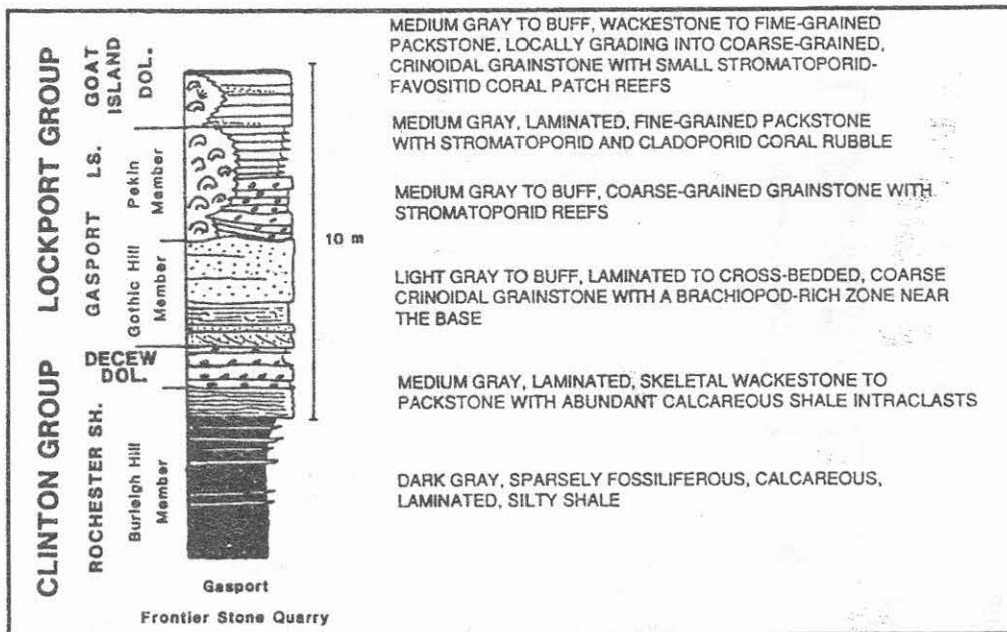 MEDIUM GRAY TO BUFF, WACKESTONE TO FIME-GRAINED
PACKSTONE, LOCALLY GRADING INTO COARSE-GRAINED,
CRINOIDAL GRAINSTONE WITH SMALL STROMATOPORID-
FAVOSITID CORAL PATCH REEFS
MEDIUM GRAY, LAMINATED, FINE-GRAINED PACKSTONE
WITH STROMATOPORID AND CLADOPORID CORAL RUBBLE
MEDIUM GRAY TO BUFF, COARSE-GRAINED GRAINSTONE WITH
STROMATOPORID REEFS
LIGHT GRAY TO BUFF, LAMINATED TO CROSS-BEDDED, COARSE
CRINOIDAL GRAINSTONE WITH A BRACHIOPOD-RICH ZONE NEAR
THE BASE
MEDIUM GRAY, LAMINATED, SKELETAL WACKESTONE TO
PACKSTONE WITH ABUNDANT CALCAREOUS SHALE INTRACLASTS
DARK GRAY, SPARSELY FOSSILIFEROUS, CALCAREOUS,
LAMINATED, SILTY SHALE
LOCKPORT GROUP
CLINTON GROUP
GOAT
ISLAND
DOL.
GASPORT LS.
Pekin
Member
Gothic Hill
Member
DECEW
DOL.
ROCHESTER SH.
Burleigh Hill
Member
10 m
Gasport
Frontier Stone Quarry